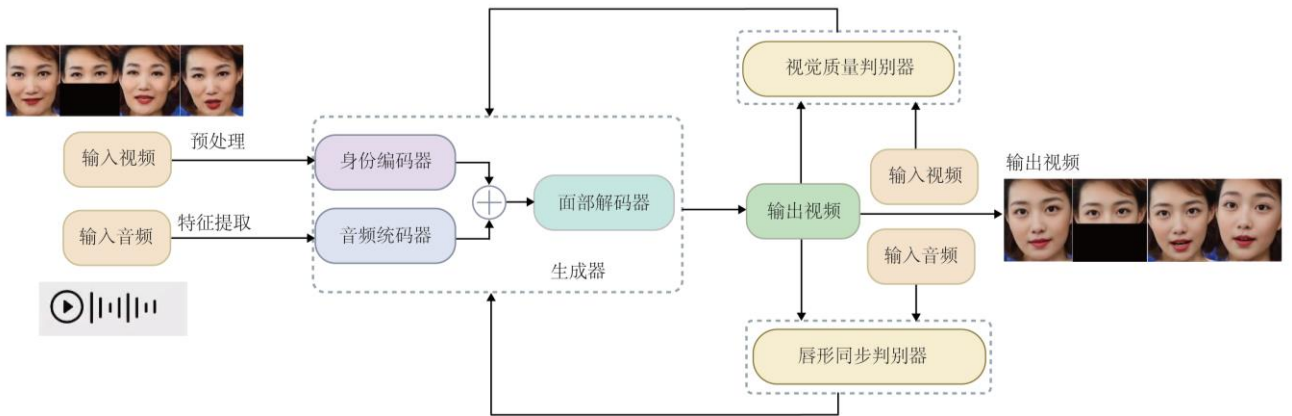 视觉质量判别器
预处理
输入视频
身份编码器
面部解码器
输出视频
输入视频
输出视频
特征提取
输入音频
音频统码器
生成器
输入音频
唇形同步判别器